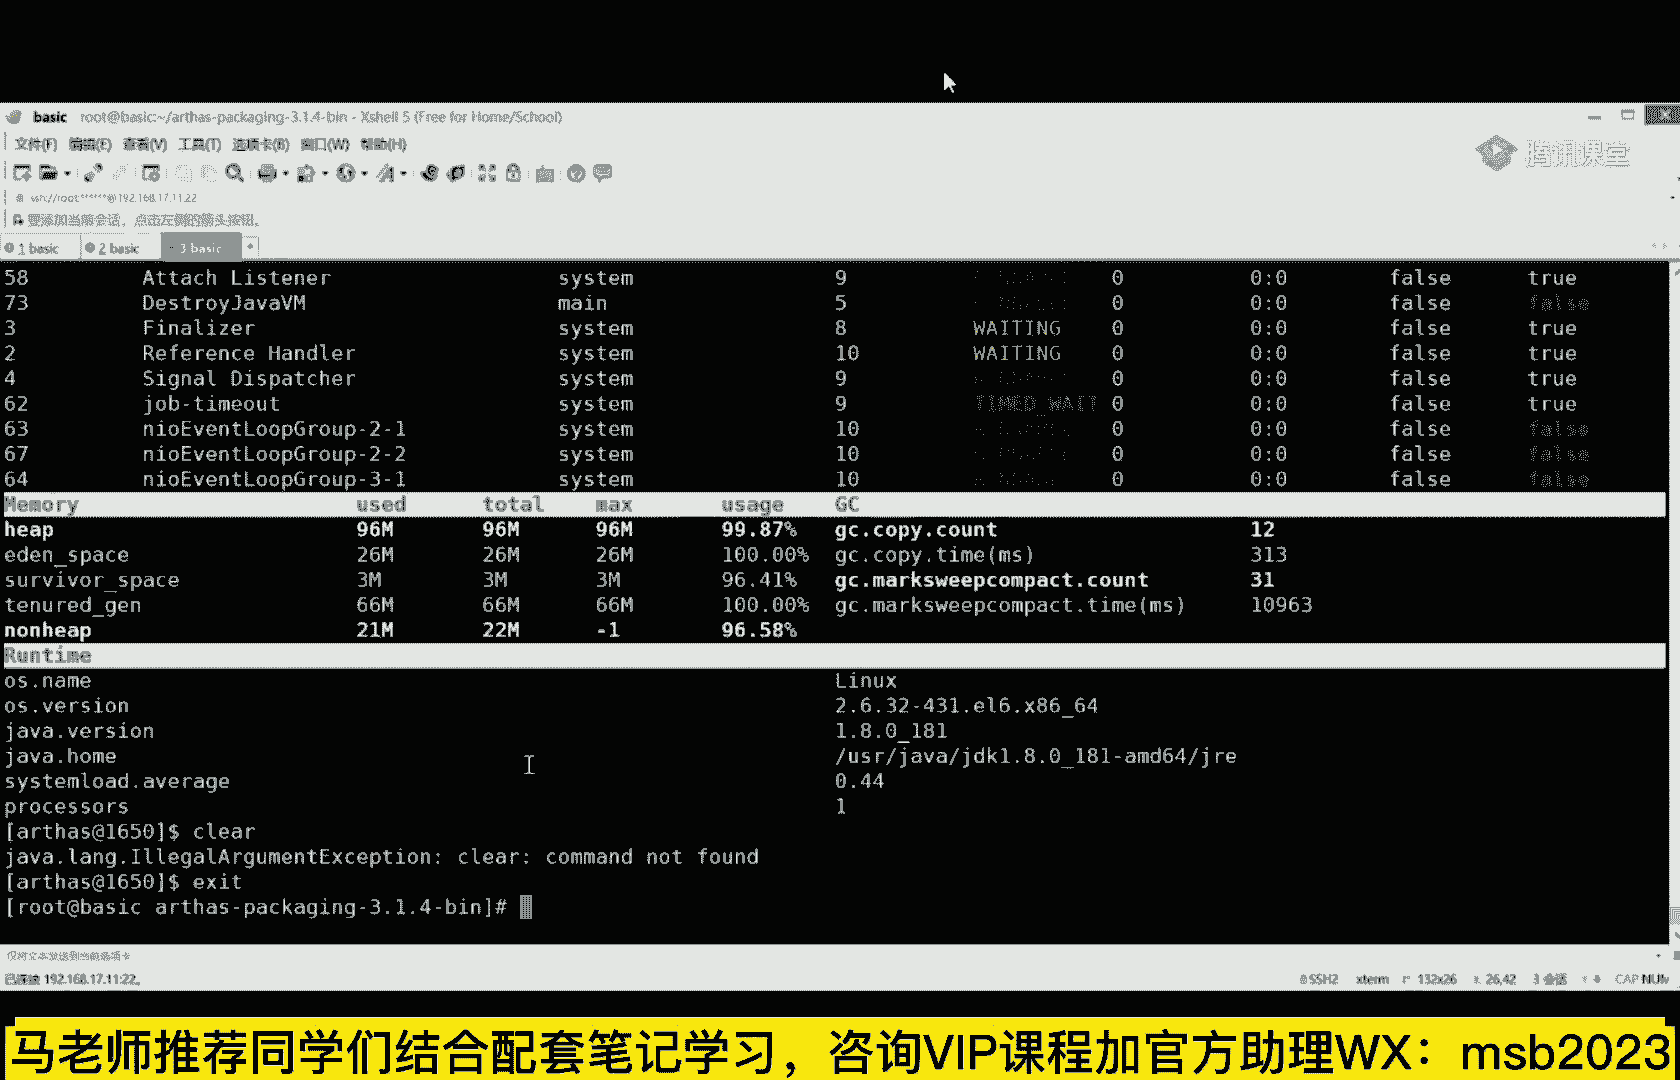 basic root@basic:~/arthas-packaging-3.1.4-bin - Xshell 5 (Free for Home/School)
文件(F) 编辑(E) 查看(V) 工具(T) 选项卡(B) 窗口(W) 帮助(H)
腾讯课堂
ssh://root:******@192.168.17.11:22
要添加当前会话，点击左侧的箭头按钮。
1 basic 2 basic 3 basic
58 Attach Listener system 9 0 0:0 false true
73 DestroyJavaVM main 5 0 0:0 false false
3 Finalizer system 8 WAITING 0 0:0 false true
2 Reference Handler system 10 WAITING 0 0:0 false true
4 Signal Dispatcher system 9 0 0:0 false true
62 job-timeout system 9 TIMED_WAIT 0 0:0 false true
63 nioEventLoopGroup-2-1 system 10 0 0:0 false false
67 nioEventLoopGroup-2-2 system 10 0 0:0 false false
64 nioEventLoopGroup-3-1 system 10 0 0:0 false false
Memory used total max usage GC
heap 96M 96M 96M 99.87% gc.copy.count 12
eden_space 26M 26M 26M 100.00% gc.copy.time(ms) 313
survivor_space 3M 3M 3M 96.41% gc.marksweepcompact.count 31
tenured_gen 66M 66M 66M 100.00% gc.marksweepcompact.time(ms) 10963
nonheap 21M 22M -1 96.58%
Runtime
os.name Linux
os.version 2.6.32-431.el6.x86_64
java.version 1.8.0_181
java.home /usr/java/jdk1.8.0_181-amd64/jre
systemload.average 0.44
processors 1
[arthas@1650]$ clear
java.lang.IllegalArgumentException: clear: command not found
[arthas@1650]$ exit
[root@basic arthas-packaging-3.1.4-bin]#
仅将文本发送到当前选项卡
已连接 192.168.17.11:22。 SSH2 xterm 132x26 26,42 3 会话 CAP NUM
马老师推荐同学们结合配套笔记学习，咨询VIP课程加官方助理WX：msb2023